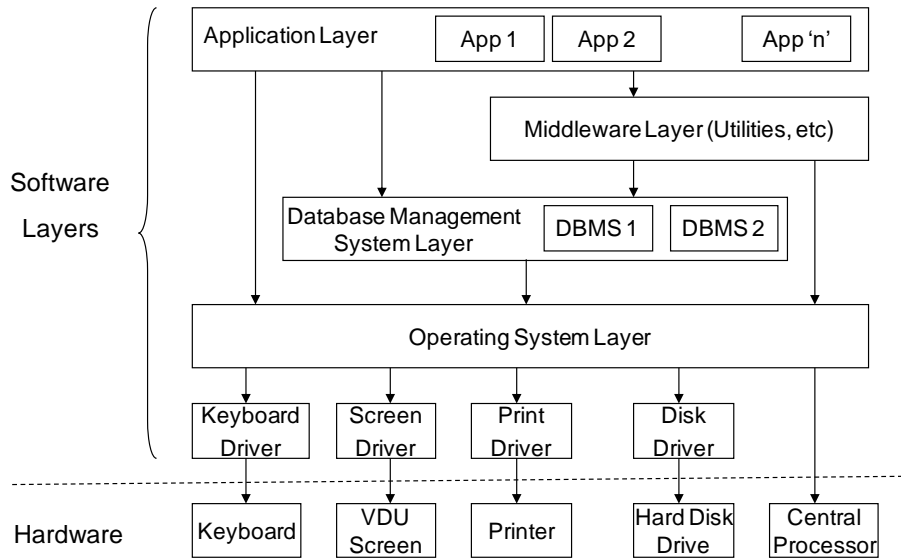 Application Layer
App 1
App 2
App ‘n’
Middleware Layer (Utilities, etc)
Software
Layers
Database Management
System Layer
DBMS 1
DBMS 2
Operating System Layer
Keyboard
Driver
Screen
Driver
Print
Driver
Disk
Driver
Hardware
Keyboard
VDU
Screen
Printer
Hard Disk
Drive
Central
Processor